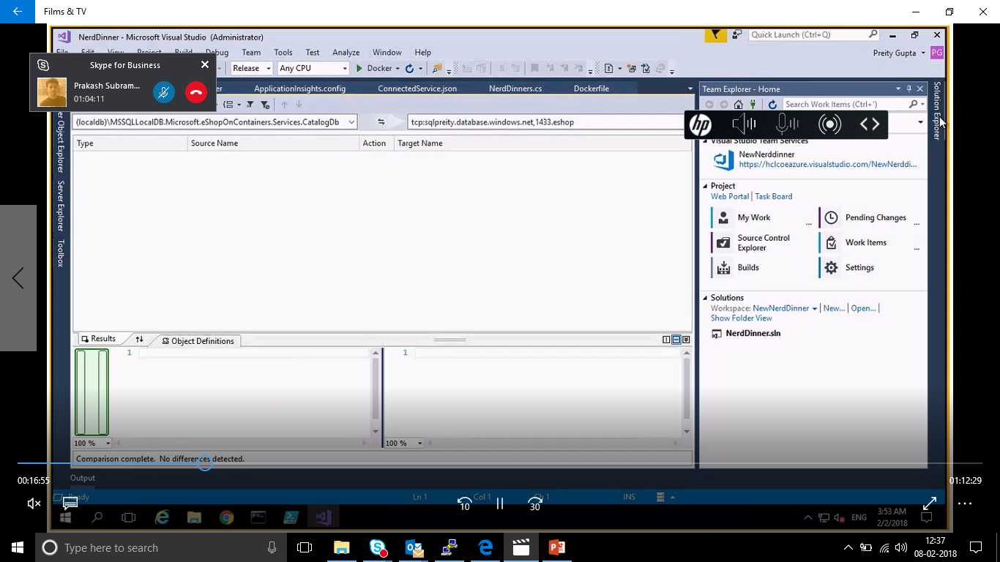 Films & TV
NerdDinner - Microsoft Visual Studio (Administrator)
Quick Launch (Ctrl+Q)
File Edit View Project Build Debug Team Tools Test Analyze Window Help
Preity Gupta PG
Skype for Business
Prakash Subram...
01:04:11
Release Any CPU Docker
ApplicationInsights.config ConnectedService.json NerdDinners.cs Dockerfile
Team Explorer - Home
Search Work Items (Ctrl+')
(localdb)\MSSQLLocalDB.Microsoft.eShopOnContainers.Services.CatalogDb
tcp:sqlpreity.database.windows.net,1433.eshop
hp
Type Source Name Action Target Name
Object Explorer
Server Explorer
Toolbox
Solution Explorer
Visual Studio Team Services
NewNerddinner
https://hclcoeazure.visualstudio.com/NewNerddi...
Project
Web Portal | Task Board
My Work ...
Pending Changes ...
Source Control
Explorer
Work Items ...
Builds
Settings
Solutions
Workspace: NewNerdDinner | New... | Open... |
Show Folder View
NerdDinner.sln
Results Object Definitions
1 1
100 % 100 %
Comparison complete. No differences detected.
00:16:55 01:12:29
Output
Ready Ln 1 Col 1 Ch 1 INS
10 30
ENG
3:53 AM
2/2/2018
Type here to search
12:37
08-02-2018